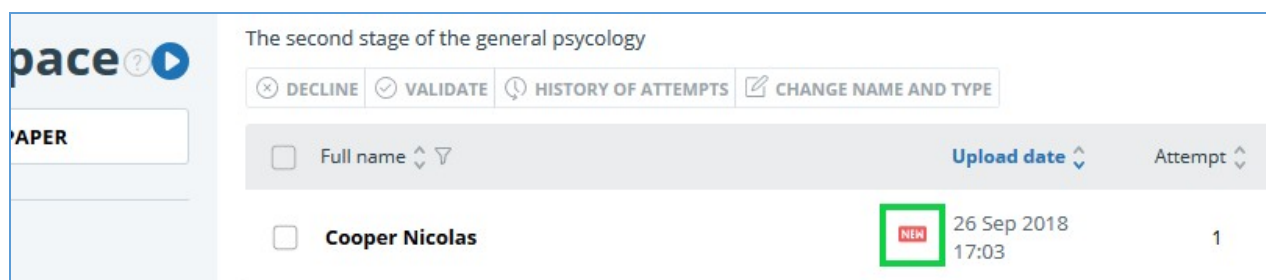 The second stage of the general psycology
pace ?
DECLINE VALIDATE HISTORY OF ATTEMPTS CHANGE NAME AND TYPE
PAPER
Full name Upload date Attempt
Cooper Nicolas NEW 26 Sep 2018 1
17:03